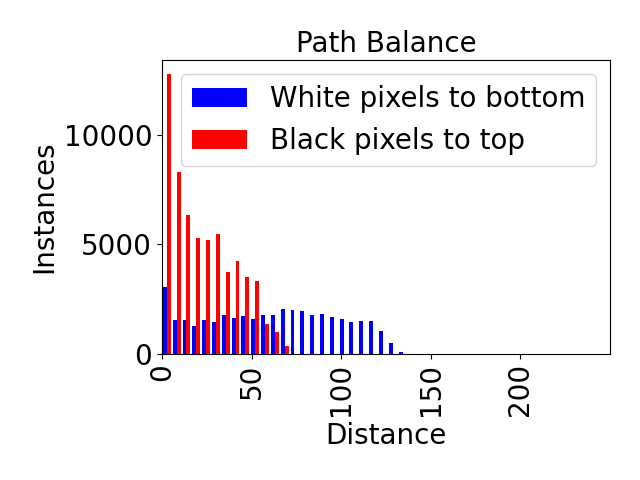 Path Balance
White pixels to bottom
Black pixels to top
Instances
10000
5000
0
0
50
100
150
200
Distance